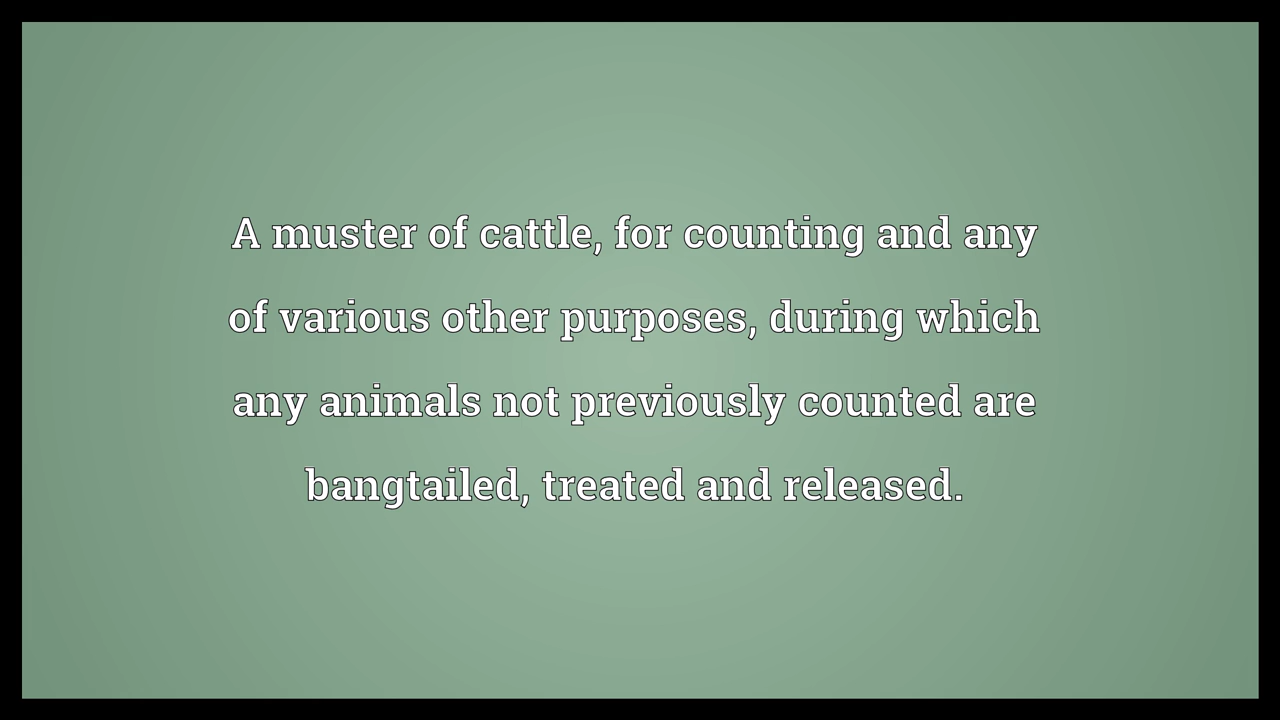 A muster of cattle, for counting and any
of various other purposes, during which
any animals not previously counted are
bangtailed, treated and released.